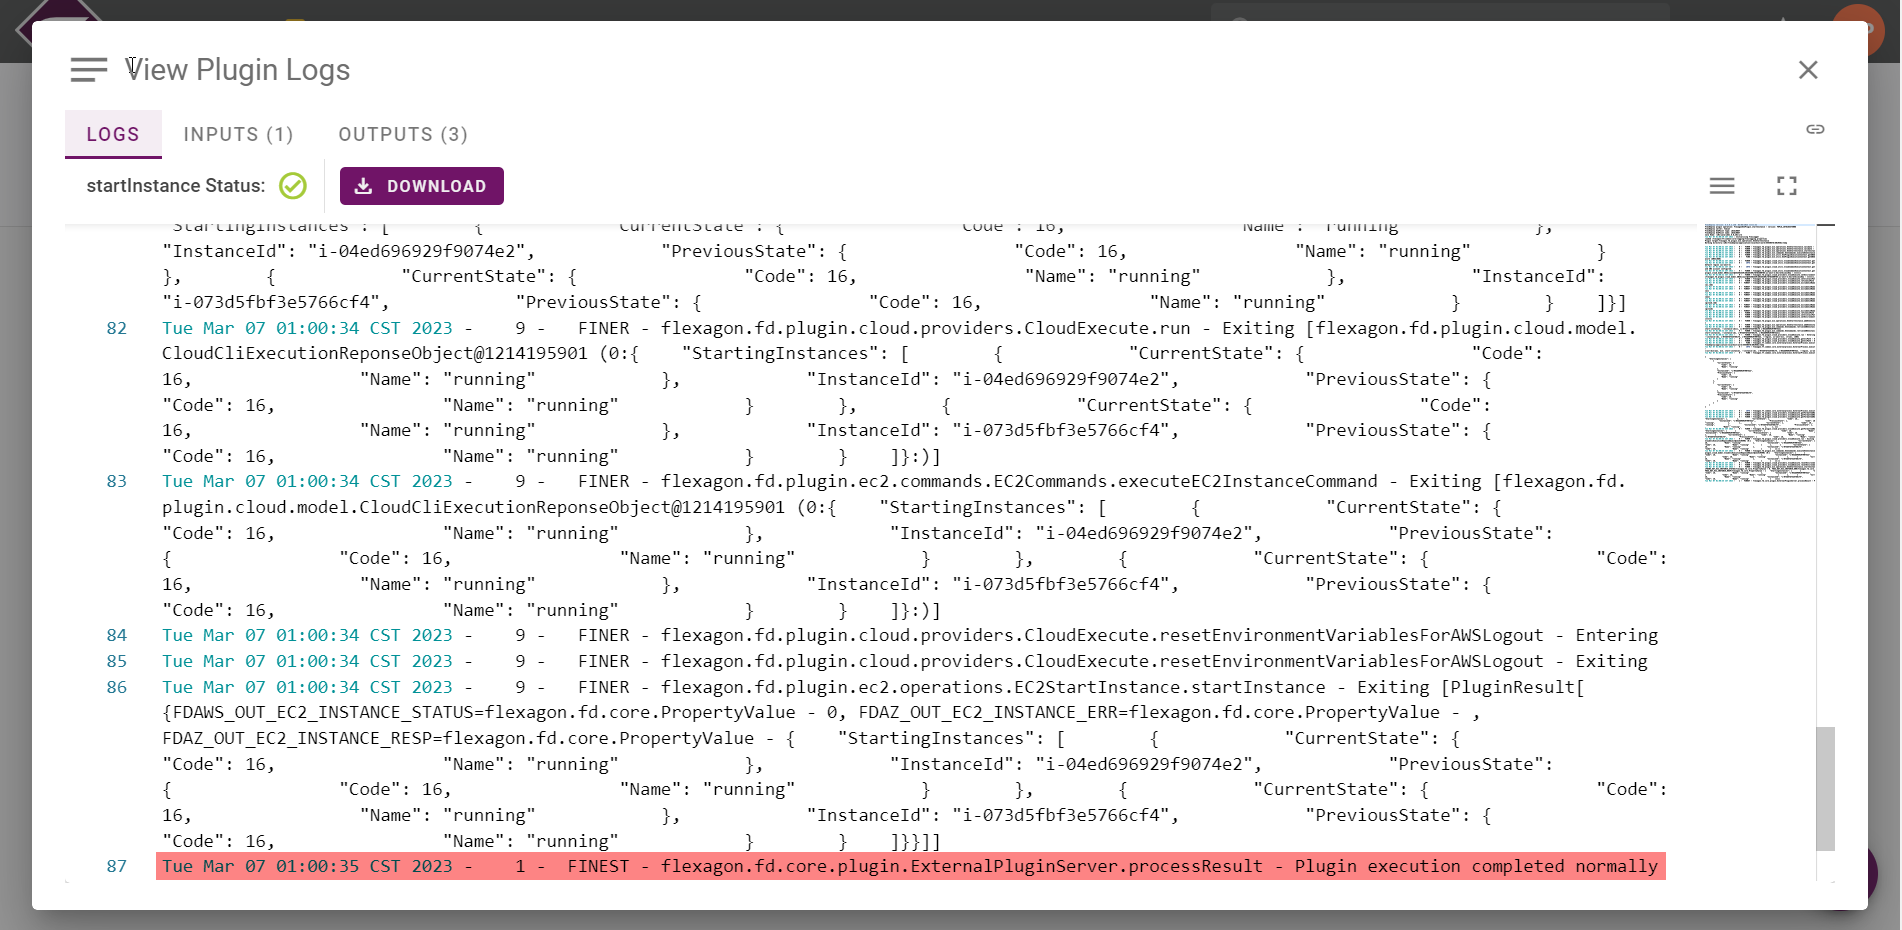 View Plugin Logs
LOGS INPUTS (1) OUTPUTS (3)
startInstance Status: DOWNLOAD
"StartingInstances": [ { "CurrentState": { "Code": 16, "Name": "running" },
"InstanceId": "i-04ed696929f9074e2", "PreviousState": { "Code": 16, "Name": "running" }
}, { "CurrentState": { "Code": 16, "Name": "running" }, "InstanceId":
"i-073d5fbf3e5766cf4", "PreviousState": { "Code": 16, "Name": "running" } } ]}]
82 Tue Mar 07 01:00:34 CST 2023 - 9 - FINER - flexagon.fd.plugin.cloud.providers.CloudExecute.run - Exiting [flexagon.fd.plugin.cloud.model.
CloudCliExecutionReponseObject@1214195901 (0:{ "StartingInstances": [ { "CurrentState": { "Code":
16, "Name": "running" }, "InstanceId": "i-04ed696929f9074e2", "PreviousState": {
"Code": 16, "Name": "running" } }, { "CurrentState": { "Code":
16, "Name": "running" }, "InstanceId": "i-073d5fbf3e5766cf4", "PreviousState": {
"Code": 16, "Name": "running" } } ]}:)]
83 Tue Mar 07 01:00:34 CST 2023 - 9 - FINER - flexagon.fd.plugin.ec2.commands.EC2Commands.executeEC2InstanceCommand - Exiting [flexagon.fd.
plugin.cloud.model.CloudCliExecutionReponseObject@1214195901 (0:{ "StartingInstances": [ { "CurrentState": {
"Code": 16, "Name": "running" }, "InstanceId": "i-04ed696929f9074e2", "PreviousState":
{ "Code": 16, "Name": "running" } }, { "CurrentState": { "Code":
16, "Name": "running" }, "InstanceId": "i-073d5fbf3e5766cf4", "PreviousState": {
"Code": 16, "Name": "running" } } ]}:)]
84 Tue Mar 07 01:00:34 CST 2023 - 9 - FINER - flexagon.fd.plugin.cloud.providers.CloudExecute.resetEnvironmentVariablesForAWSLogout - Entering
85 Tue Mar 07 01:00:34 CST 2023 - 9 - FINER - flexagon.fd.plugin.cloud.providers.CloudExecute.resetEnvironmentVariablesForAWSLogout - Exiting
86 Tue Mar 07 01:00:34 CST 2023 - 9 - FINER - flexagon.fd.plugin.ec2.operations.EC2StartInstance.startInstance - Exiting [PluginResult[
{FDAWS_OUT_EC2_INSTANCE_STATUS=flexagon.fd.core.PropertyValue - 0, FDAZ_OUT_EC2_INSTANCE_ERR=flexagon.fd.core.PropertyValue - ,
FDAZ_OUT_EC2_INSTANCE_RESP=flexagon.fd.core.PropertyValue - { "StartingInstances": [ { "CurrentState": {
"Code": 16, "Name": "running" }, "InstanceId": "i-04ed696929f9074e2", "PreviousState":
{ "Code": 16, "Name": "running" } }, { "CurrentState": { "Code":
16, "Name": "running" }, "InstanceId": "i-073d5fbf3e5766cf4", "PreviousState": {
"Code": 16, "Name": "running" } } ]}}]]
87 Tue Mar 07 01:00:35 CST 2023 - 1 - FINEST - flexagon.fd.core.plugin.ExternalPluginServer.processResult - Plugin execution completed normally